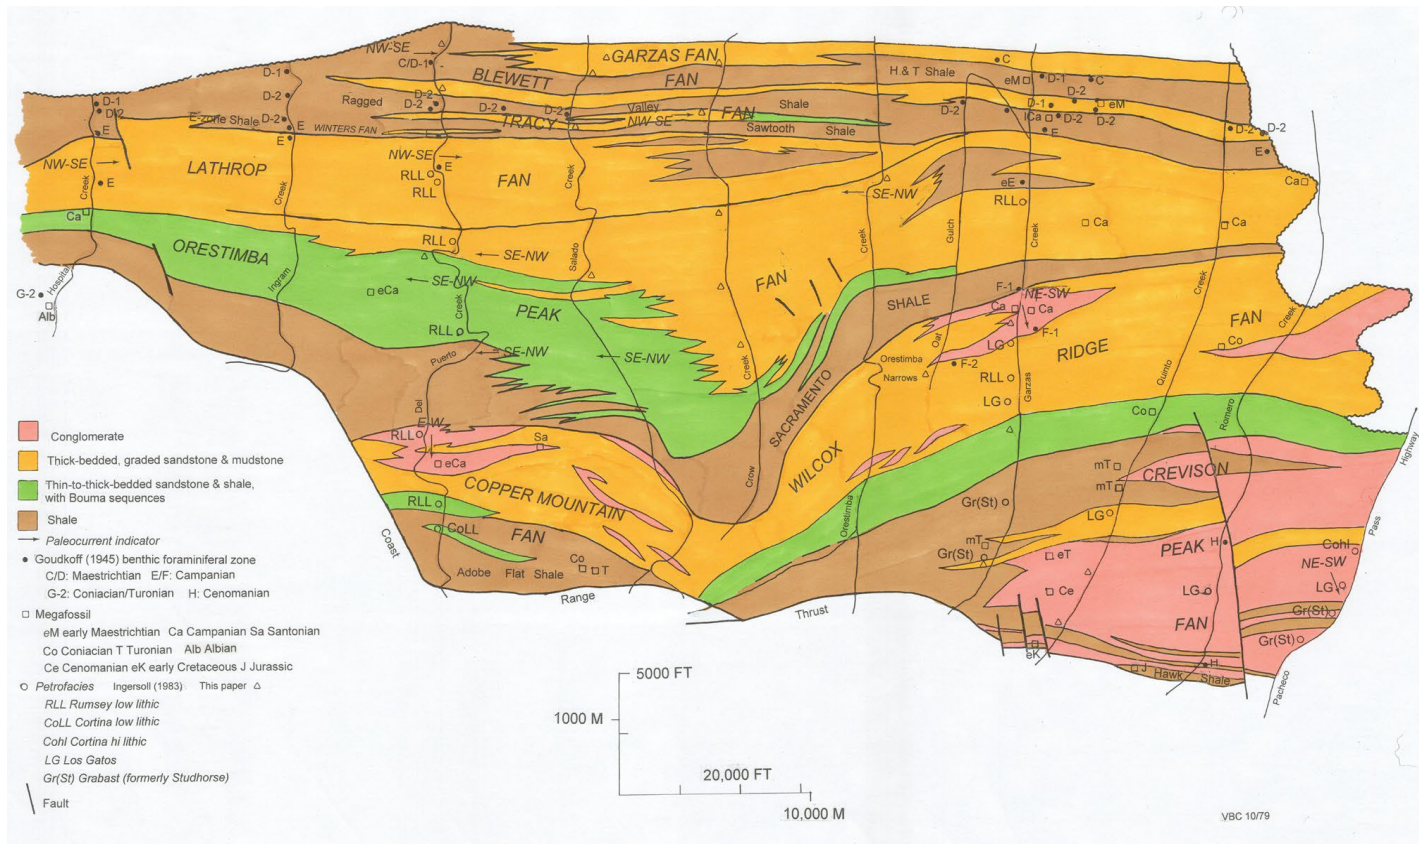 NW-SE
C/D-1
GARZAS FAN
BLEWETT
FAN
H.& T Shale
C
eM
D-1
C
D-1
D-2
Ragged
D-2
D-2
D-2
D-2
Valley
Shale
D-2
D-2
D-1
eM
D-1
D-2
E-zone Shale
D-2
E
WINTERS FAN
TRACY
NW-SE
FAN
Sawtooth
Shale
lCa
D-2
D-2
E
D-2
D-2
E
E
E
NW-SE
LATHROP
NW-SE
E
RLL
RLL
FAN
E
Creek
Creek
Creek
SE-NW
eE
RLL
Ca
Ca
Ca
Ca
ORESTIMBA
RLL
SE-NW
Salado
Creek
Gulch
Creek
G-2
Hospital
Alb
Ingram
eCa
SE-NW
Creek
PEAK
FAN
SHALE
F-1
NE-SW
Ca
Ca
Creek
FAN
Creek
RLL
Puerto
SE-NW
SE-NW
Creek
Oat
F-1
LG
RIDGE
Co
Orestimba
Narrows
F-2
RLL
LG
Garzas
Quinto
SACRAMENTO
Del
E-W
RLL
Sa
eCa
Co
Romero
Highway
Conglomerate
Thick-bedded, graded sandstone & mudstone
Thin-to-thick-bedded sandstone & shale,
with Bouma sequences
Shale
Paleocurrent indicator
Goudkoff (1945) benthic foraminiferal zone
C/D: Maestrichtian E/F: Campanian
G-2: Coniacian/Turonian H: Cenomanian
Megafossil
eM early Maestrichtian Ca Campanian Sa Santonian
Co Coniacian T Turonian Alb Albian
Ce Cenomanian eK early Cretaceous J Jurassic
Petrofacies Ingersoll (1983) This paper
RLL Rumsey low lithic
CoLL Cortina low lithic
Cohl Cortina hi lithic
LG Los Gatos
Gr(St) Grabast (formerly Studhorse)
Fault
COPPER MOUNTAIN
FAN
RLL
CoLL
Crow
WILCOX
Orestimba
Coast
Adobe Flat Shale
Co
T
Range
Thrust
mT
mT
CREVISON
Gr(St)
LG
mT
Gr(St)
eT
PEAK
H
Cohl
Pass
NE-SW
Ce
LG
LG
FAN
Gr(St)
Gr(St)
eK
J
Hawk
Shale
H
Pacheco
5000 FT
1000 M
20,000 FT
10,000 M
VBC 10/79